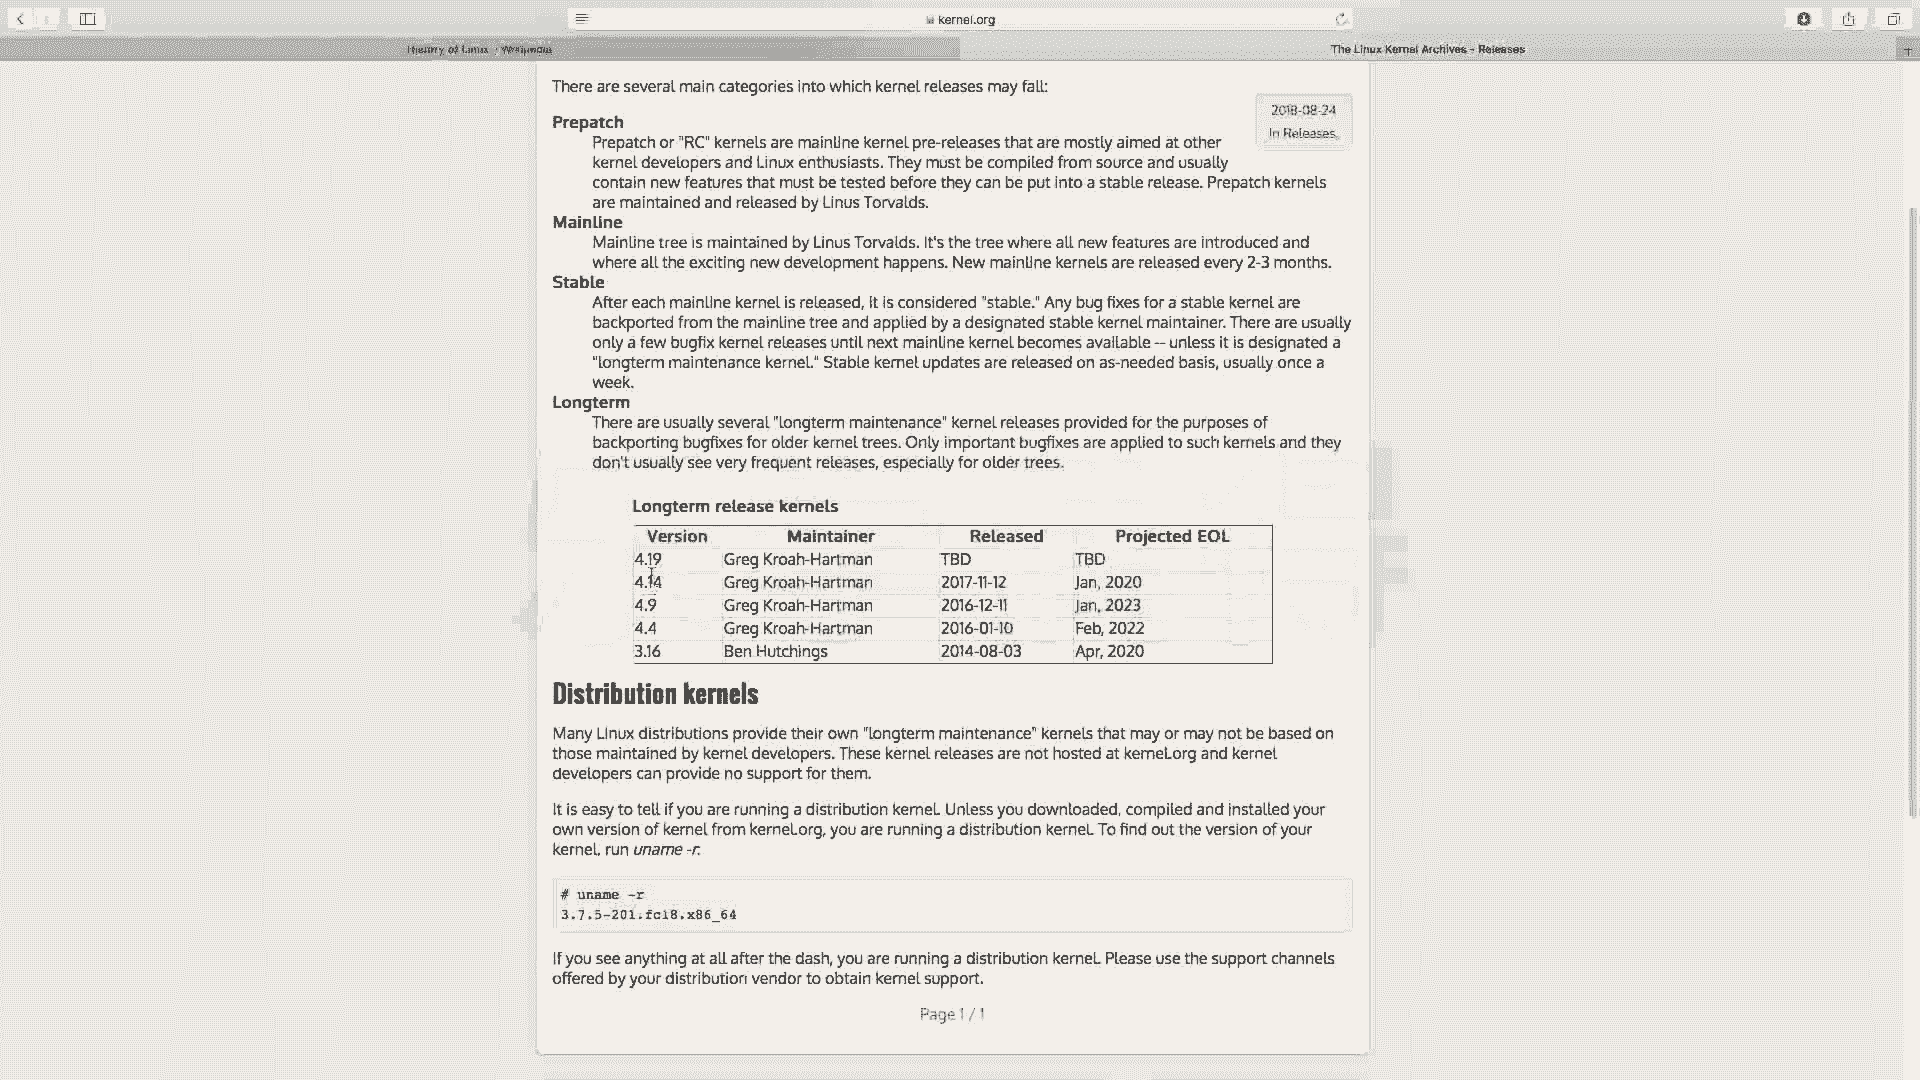 kernel.org
History of Linux - Wikipedia
The Linux Kernel Archives - Releases
There are several main categories into which kernel releases may fall:
2018-08-24
In Releases
Prepatch
Prepatch or "RC" kernels are mainline kernel pre-releases that are mostly aimed at other
kernel developers and Linux enthusiasts. They must be compiled from source and usually
contain new features that must be tested before they can be put into a stable release. Prepatch kernels
are maintained and released by Linus Torvalds.
Mainline
Mainline tree is maintained by Linus Torvalds. It's the tree where all new features are introduced and
where all the exciting new development happens. New mainline kernels are released every 2-3 months.
Stable
After each mainline kernel is released, it is considered "stable." Any bug fixes for a stable kernel are
backported from the mainline tree and applied by a designated stable kernel maintainer. There are usually
only a few bugfix kernel releases until next mainline kernel becomes available -- unless it is designated a
"longterm maintenance kernel." Stable kernel updates are released on as-needed basis, usually once a
week.
Longterm
There are usually several "longterm maintenance" kernel releases provided for the purposes of
backporting bugfixes for older kernel trees. Only important bugfixes are applied to such kernels and they
don't usually see very frequent releases, especially for older trees.
Longterm release kernels
Version Maintainer Released Projected EOL
4.19 Greg Kroah-Hartman TBD TBD
4.14 Greg Kroah-Hartman 2017-11-12 Jan, 2020
4.9 Greg Kroah-Hartman 2016-12-11 Jan, 2023
4.4 Greg Kroah-Hartman 2016-01-10 Feb, 2022
3.16 Ben Hutchings 2014-08-03 Apr, 2020
Distribution kernels
Many Linux distributions provide their own "longterm maintenance" kernels that may or may not be based on
those maintained by kernel developers. These kernel releases are not hosted at kernel.org and kernel
developers can provide no support for them.
It is easy to tell if you are running a distribution kernel. Unless you downloaded, compiled and installed your
own version of kernel from kernel.org, you are running a distribution kernel. To find out the version of your
kernel, run uname -r:
# uname -r
3.7.5-201.fc18.x86_64
If you see anything at all after the dash, you are running a distribution kernel. Please use the support channels
offered by your distribution vendor to obtain kernel support.
Page 1 / 1